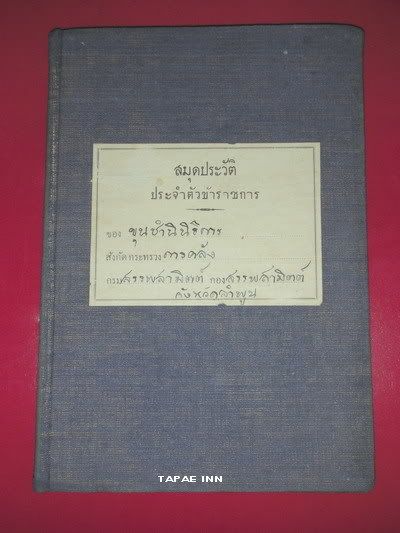 สมุดประวัติ
ประจำตัวข้าราชการ
ของ ขุนชำนินิธิการ
สังกัดกระทรวง การคลัง
กรม สรรพสามิตต์ กอง สรรพสามิตต์
จังหวัดลำพูน
TAPAE INN